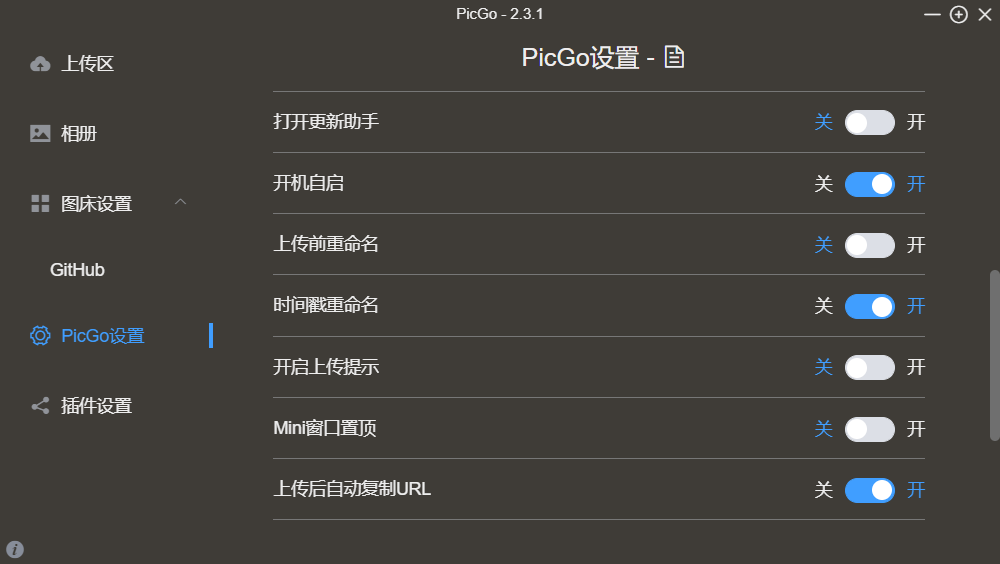 PicGo - 2.3.1
上传区
相册
图床设置
GitHub
PicGo设置
插件设置
PicGo设置 -
打开更新助手 关 开
开机自启 关 开
上传前重命名 关 开
时间戳重命名 关 开
开启上传提示 关 开
Mini窗口置顶 关 开
上传后自动复制URL 关 开